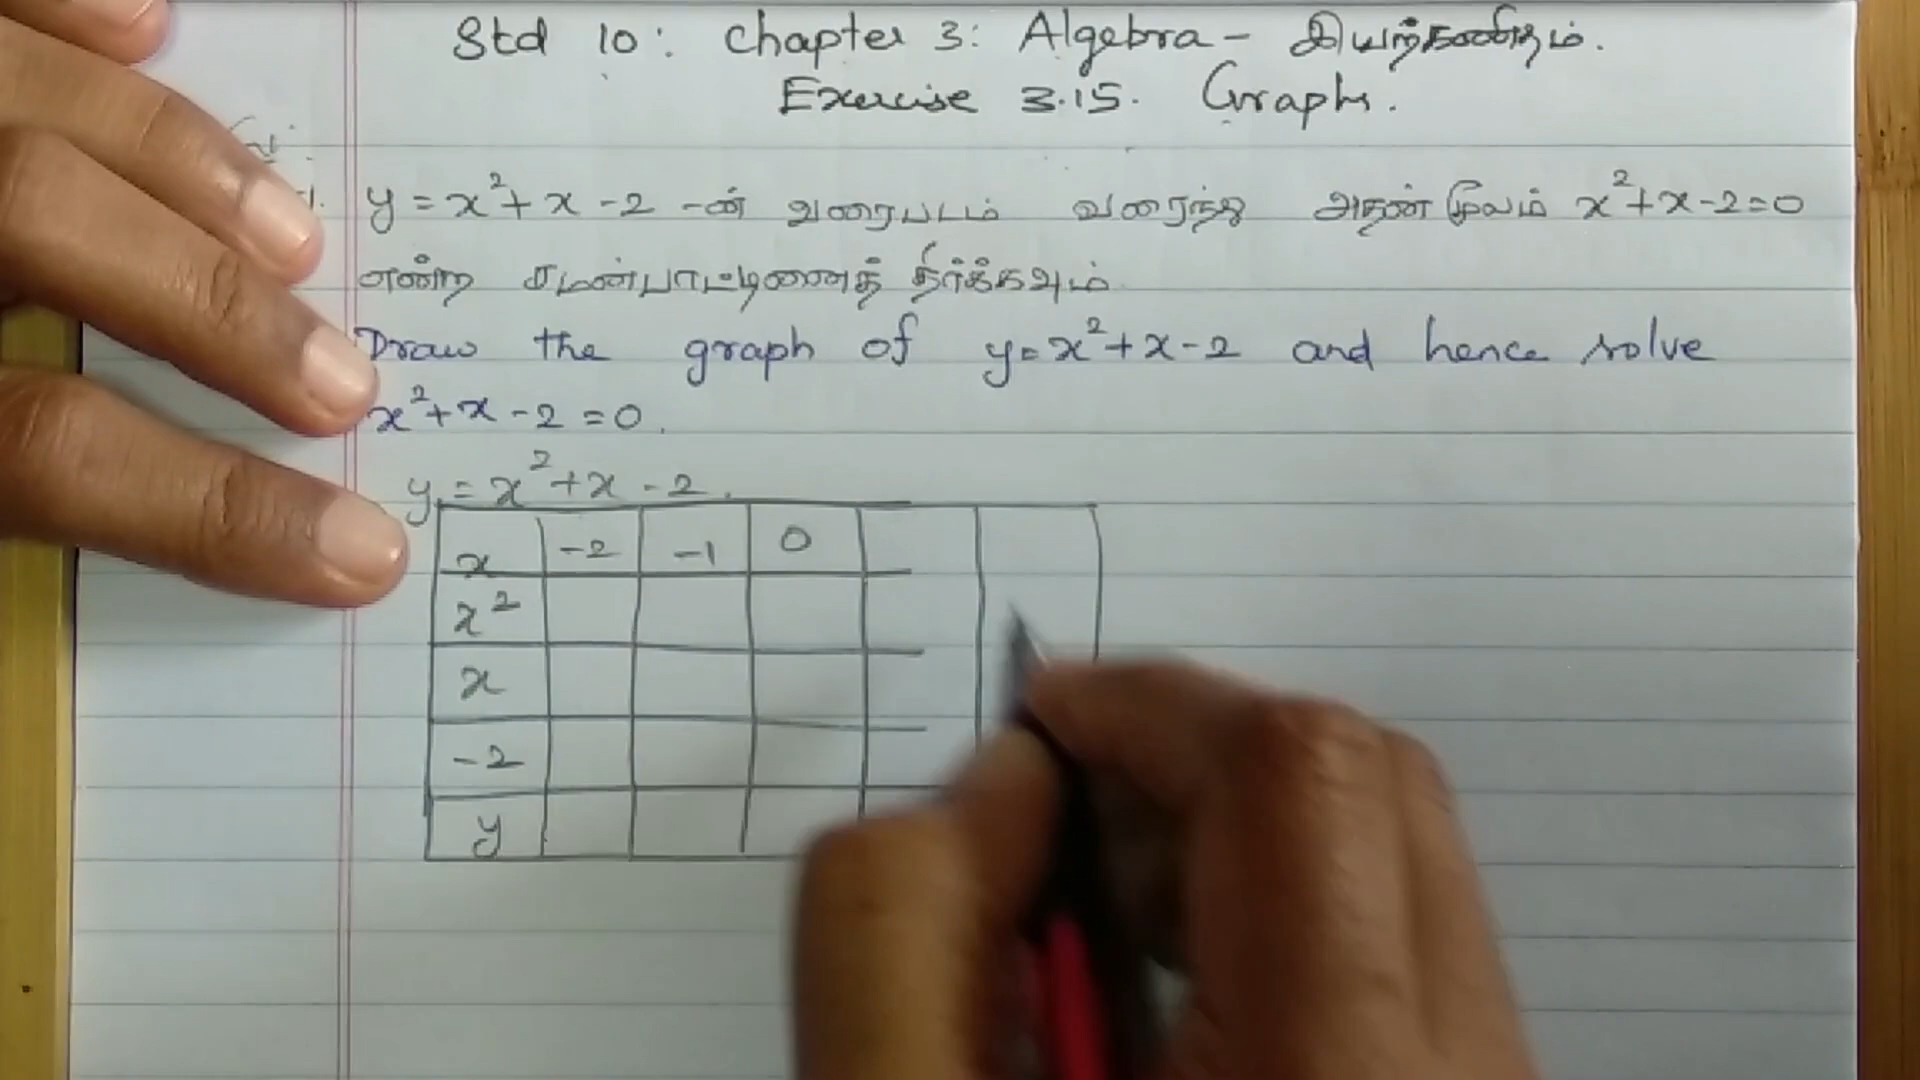 Std 10: Chapter 3: Algebra - இயற்கணிதம்.
Exercise 3.15. Graphs.
1. y = x² + x - 2 -ன் வரைபடம் வரைந்து அதன் மூலம் x² + x - 2 = 0
என்ற சமன்பாட்டினைத் தீர்க்கவும்
Draw the graph of y = x² + x - 2 and hence solve
x² + x - 2 = 0.
y = x² + x - 2.
x -2 -1 0
x²
x
-2
y